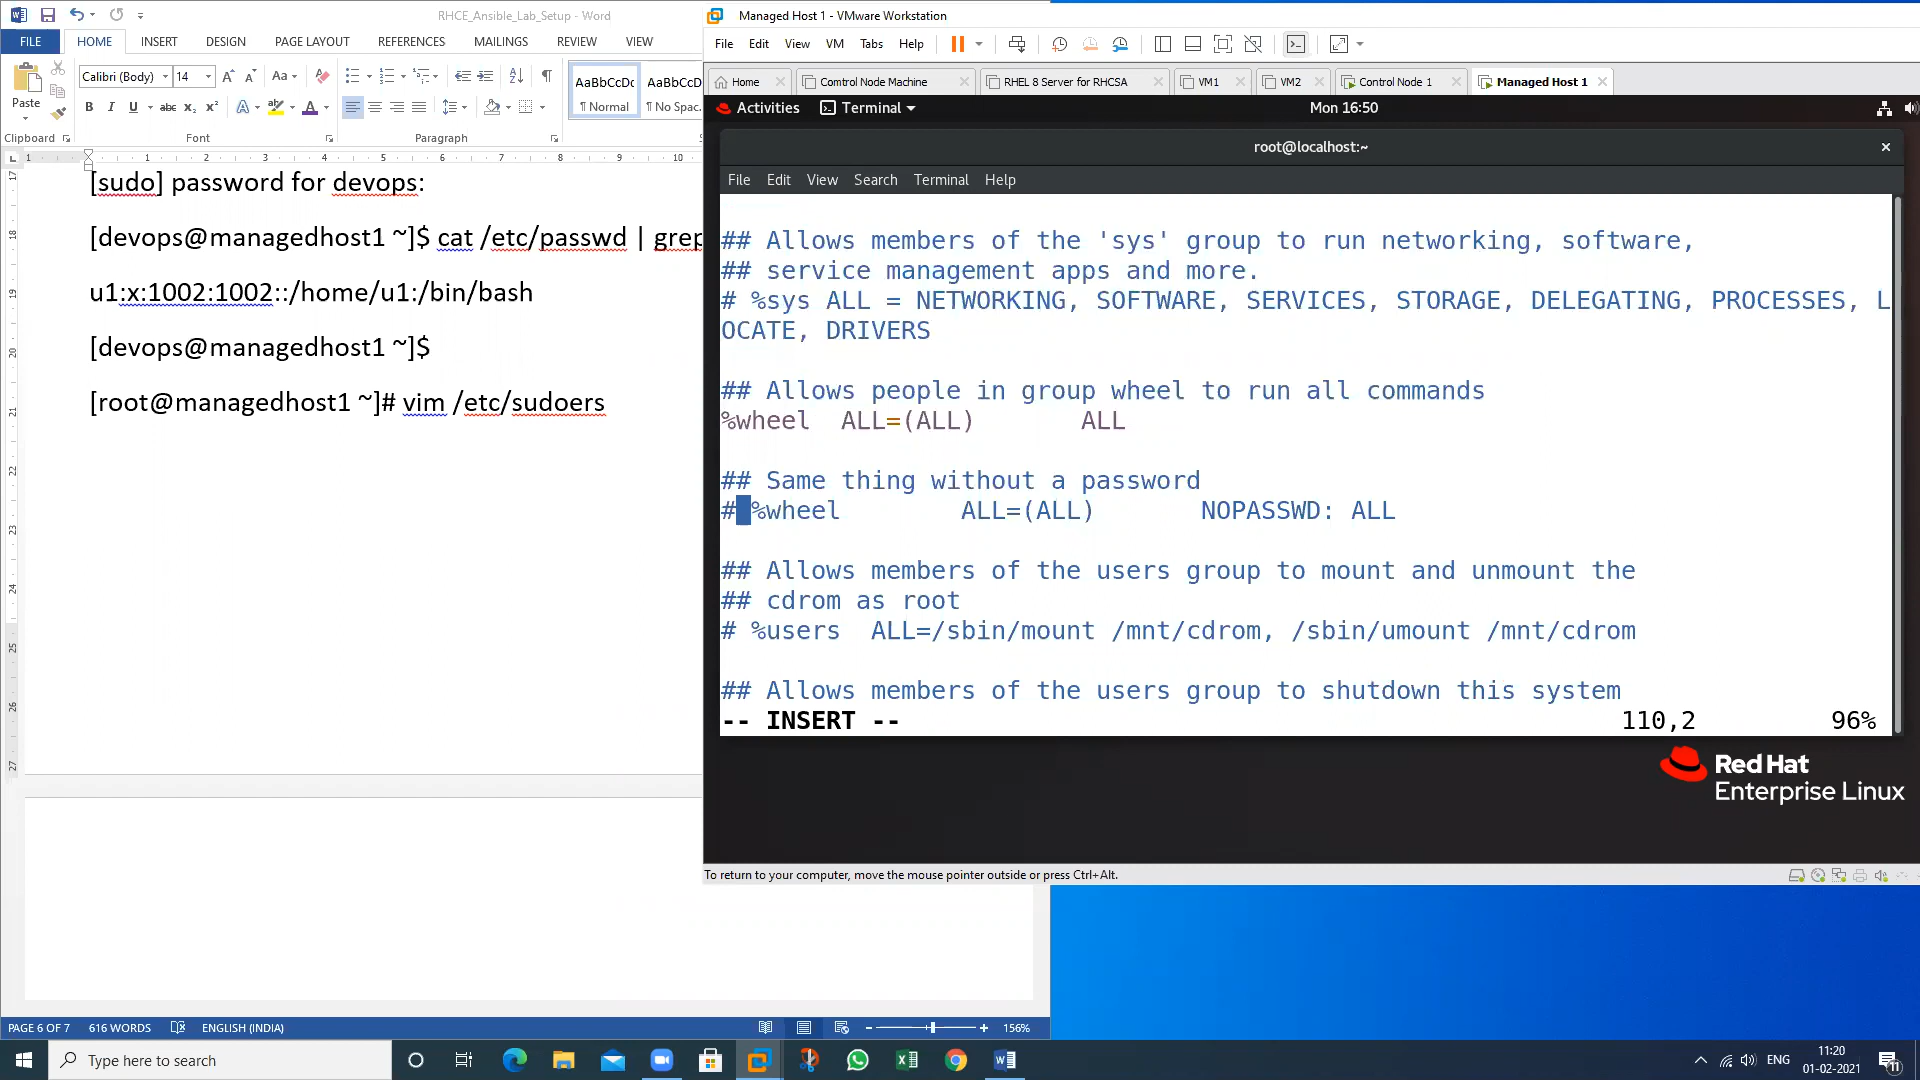 RHCE_Ansible_Lab_Setup - Word
FILE HOME INSERT DESIGN PAGE LAYOUT REFERENCES MAILINGS REVIEW VIEW
Paste
Calibri (Body) 14
AaBbCcDc AaBbCcDc
¶ Normal ¶ No Spac...
Clipboard Font Paragraph
[sudo] password for devops:
[devops@managedhost1 ~]$ cat /etc/passwd | grep
u1:x:1002:1002::/home/u1:/bin/bash
[devops@managedhost1 ~]$
[root@managedhost1 ~]# vim /etc/sudoers
PAGE 6 OF 7 616 WORDS ENGLISH (INDIA) 156%
Managed Host 1 - VMware Workstation
File Edit View VM Tabs Help
Home Comtrol Node Machine RHEL 8 Server for RHCSA VM1 VM2 Control Node 1 Managed Host 1
Activities Terminal Mon 16:50
root@localhost:~
File Edit View Search Terminal Help
## Allows members of the 'sys' group to run networking, software,
## service management apps and more.
# %sys ALL = NETWORKING, SOFTWARE, SERVICES, STORAGE, DELEGATING, PROCESSES, L
OCATE, DRIVERS
## Allows people in group wheel to run all commands
%wheel ALL=(ALL) ALL
## Same thing without a password
# %wheel ALL=(ALL) NOPASSWD: ALL
## Allows members of the users group to mount and unmount the
## cdrom as root
# %users ALL=/sbin/mount /mnt/cdrom, /sbin/umount /mnt/cdrom
## Allows members of the users group to shutdown this system
-- INSERT -- 110,2 96%
Red Hat
Enterprise Linux
To return to your computer, move the mouse pointer outside or press Ctrl+Alt.
Type here to search
ENG
11:20
01-02-2021
11